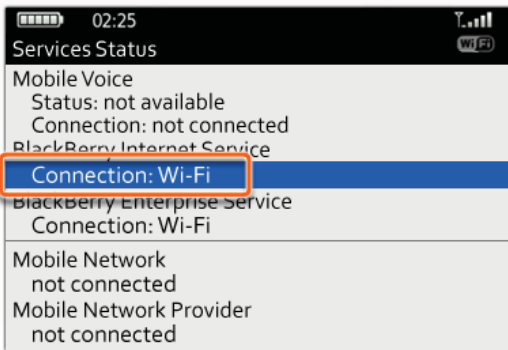 02:25
Services Status
WiFi
Mobile Voice
Status: not available
Connection: not connected
BlackBerry Internet Service
Connection: Wi-Fi
BlackBerry Enterprise Service
Connection: Wi-Fi
Mobile Network
not connected
Mobile Network Provider
not connected